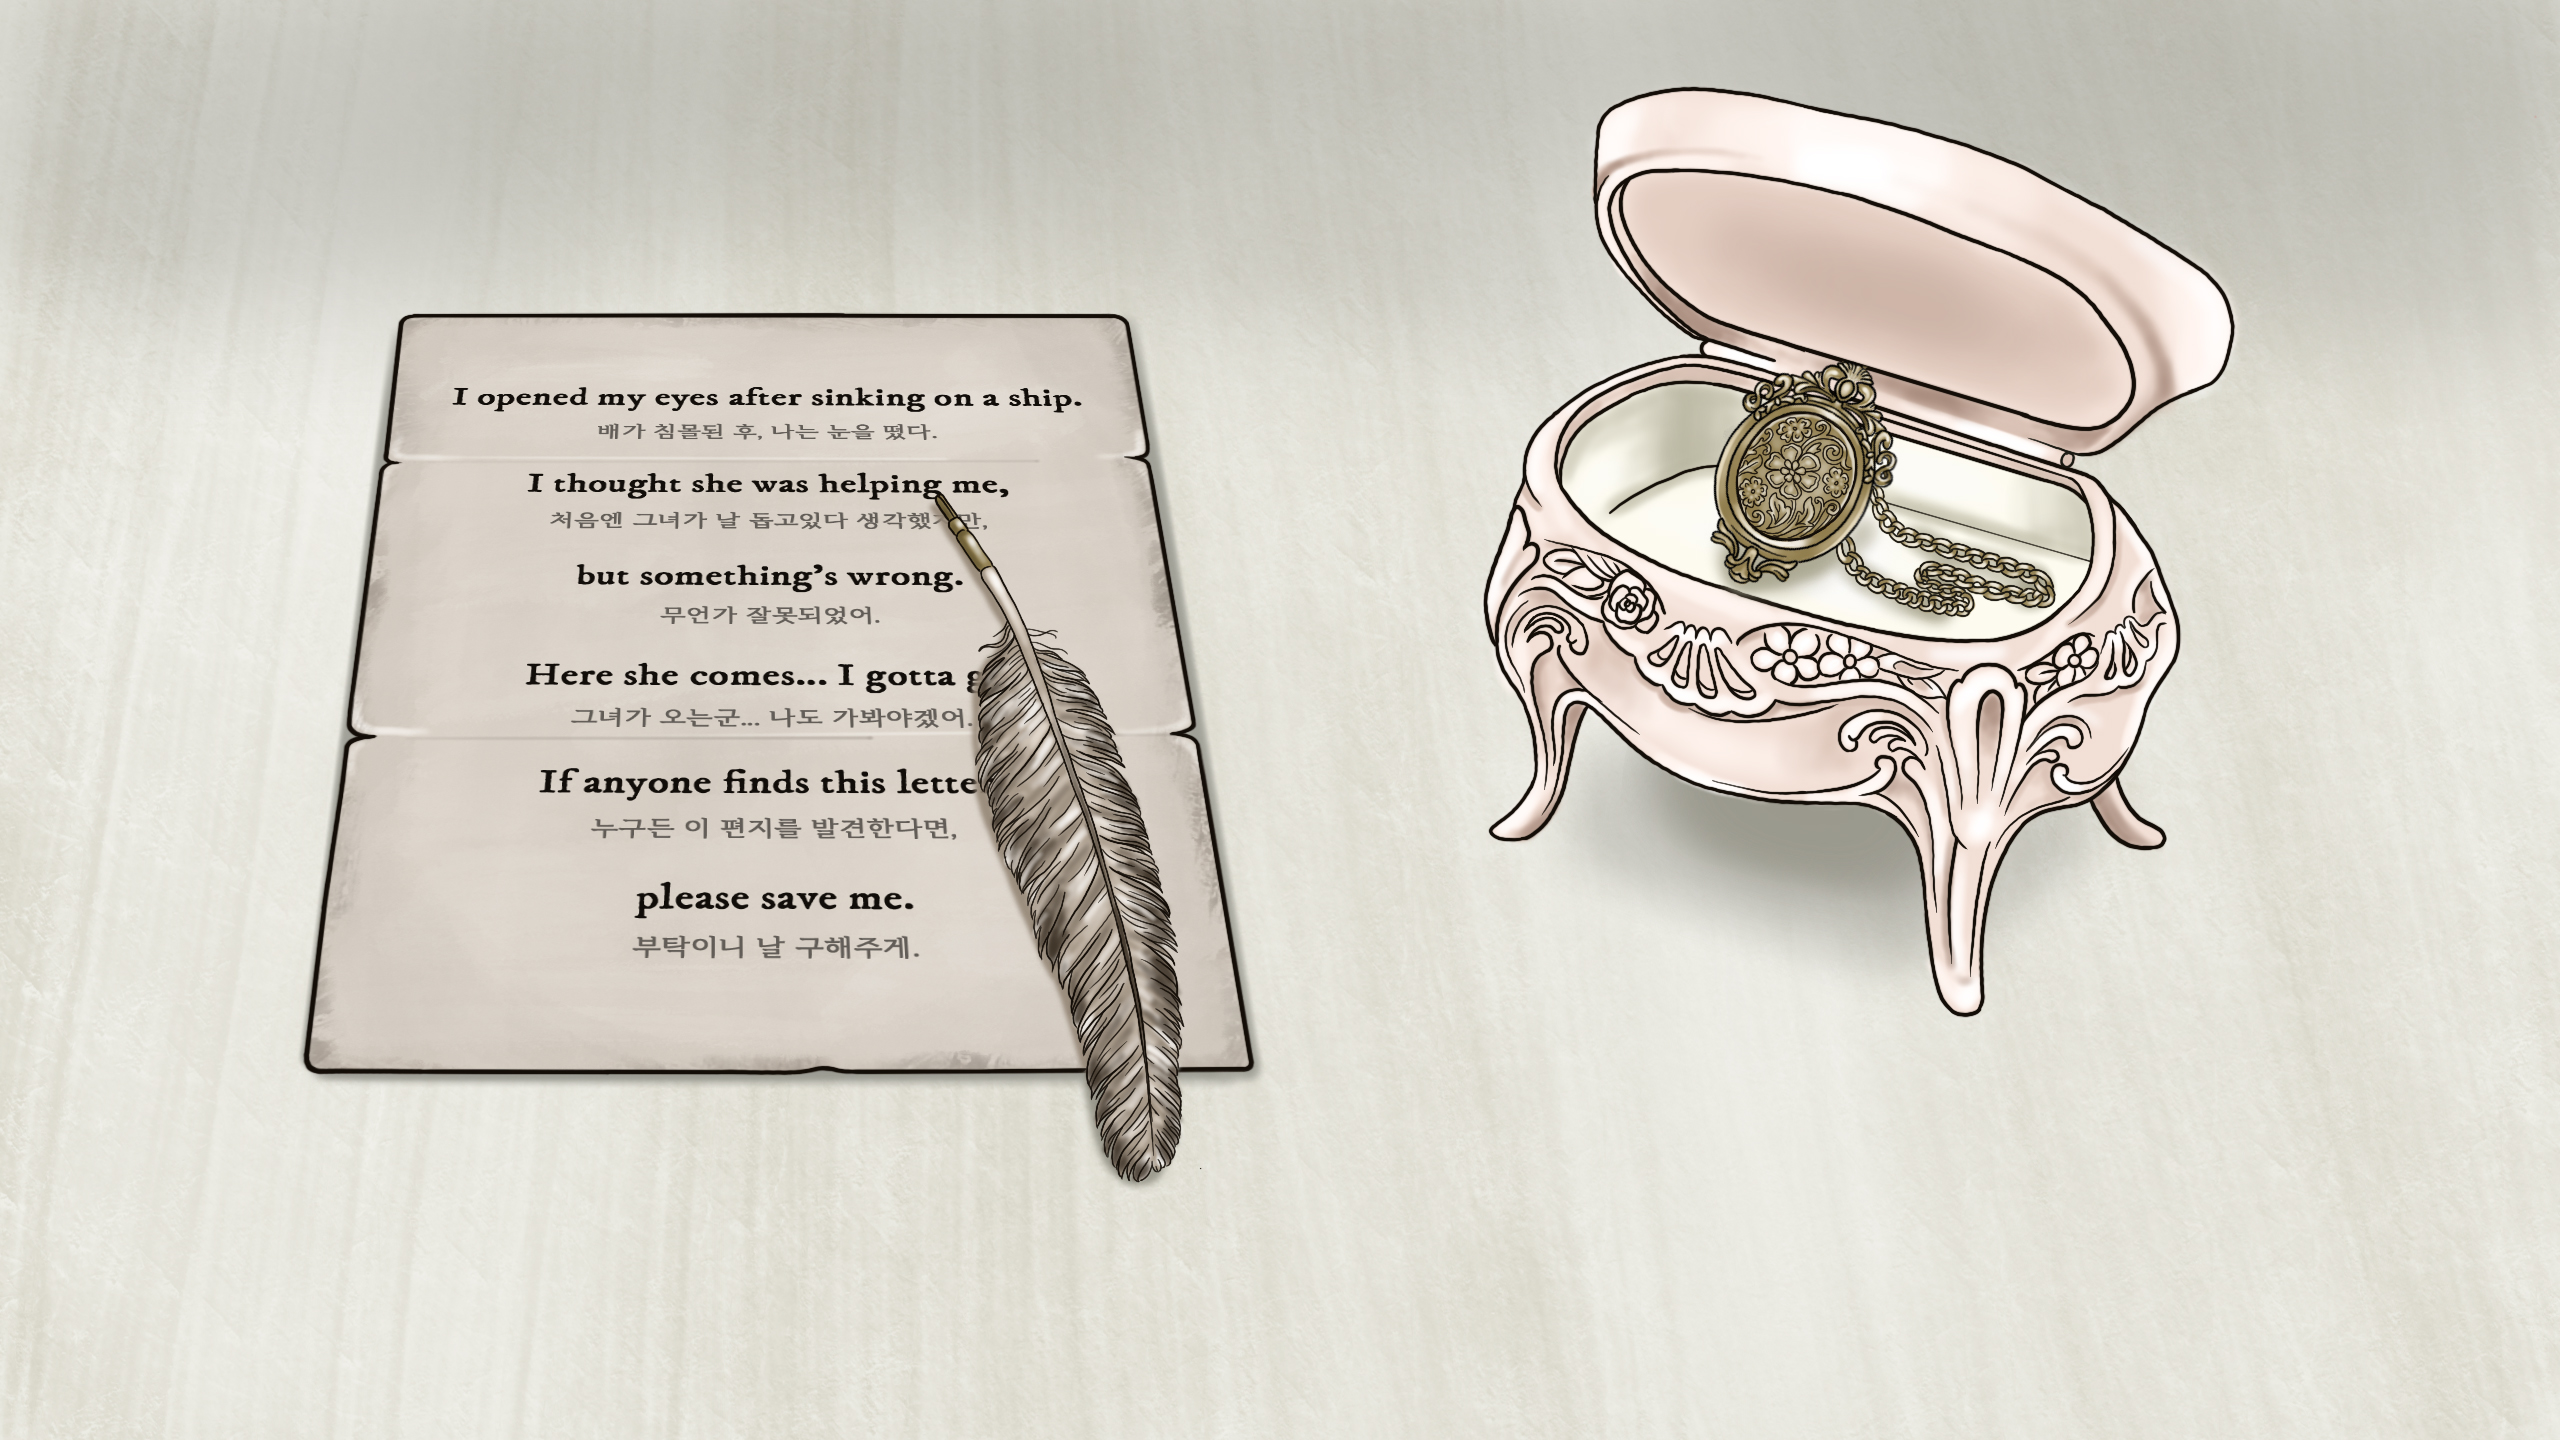 I opened my eyes after sinking on a ship.
배가 침몰된 후, 나는 눈을 떴다.
I thought she was helping me,
처음엔 그녀가 날 돕고있다
but something's wrong.
무언가 잘못되었어.
Here she comes... I gotta
그녀가 오는군... 나도 가봐야겠어.
If anyone finds this
누구든 이 편지를 발견한다면,
please save me.
부탁이니 날 구해주게.